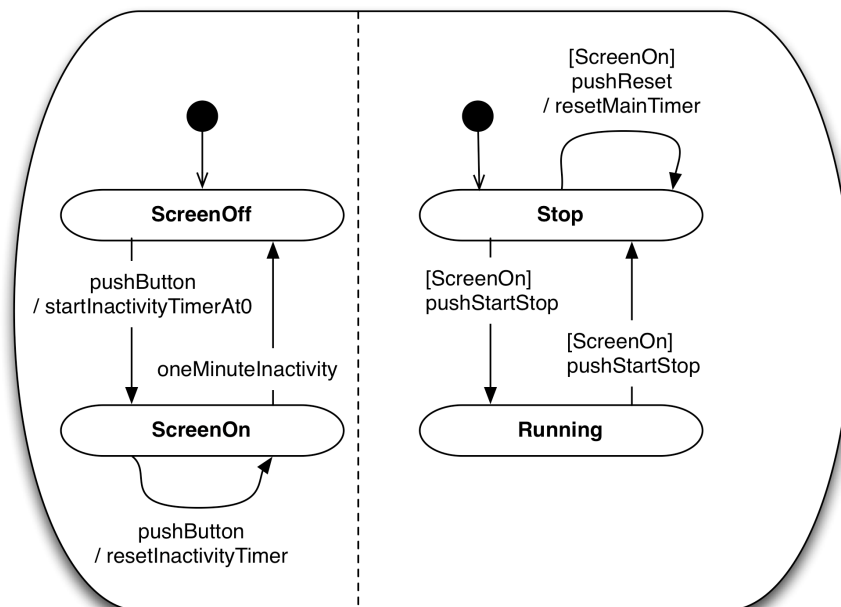 ScreenOff
pushButton
/ startInactivityTimerAt0
oneMinuteInactivity
ScreenOn
pushButton
/ resetInactivityTimer
[ScreenOn]
pushReset
/ resetMainTimer
Stop
[ScreenOn]
pushStartStop
[ScreenOn]
pushStartStop
Running